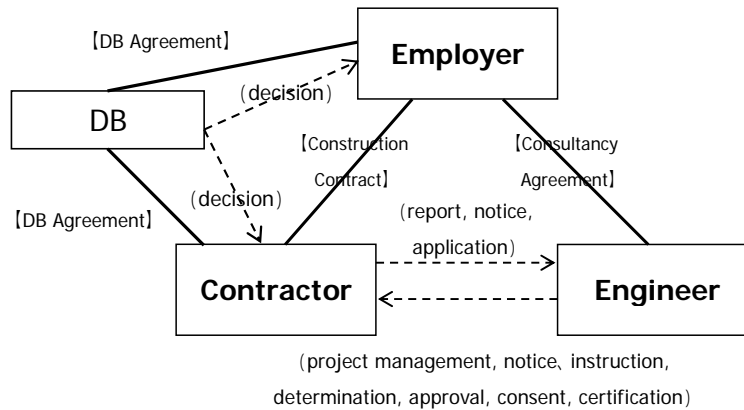 【DB Agreement】
Employer
(decision)
DB
【Construction
Contract】
【Consultancy
Agreement】
(decision)
【DB Agreement】
(report, notice,
application)
Contractor
Engineer
(project management, notice、instruction,
determination, approval, consent, certification)